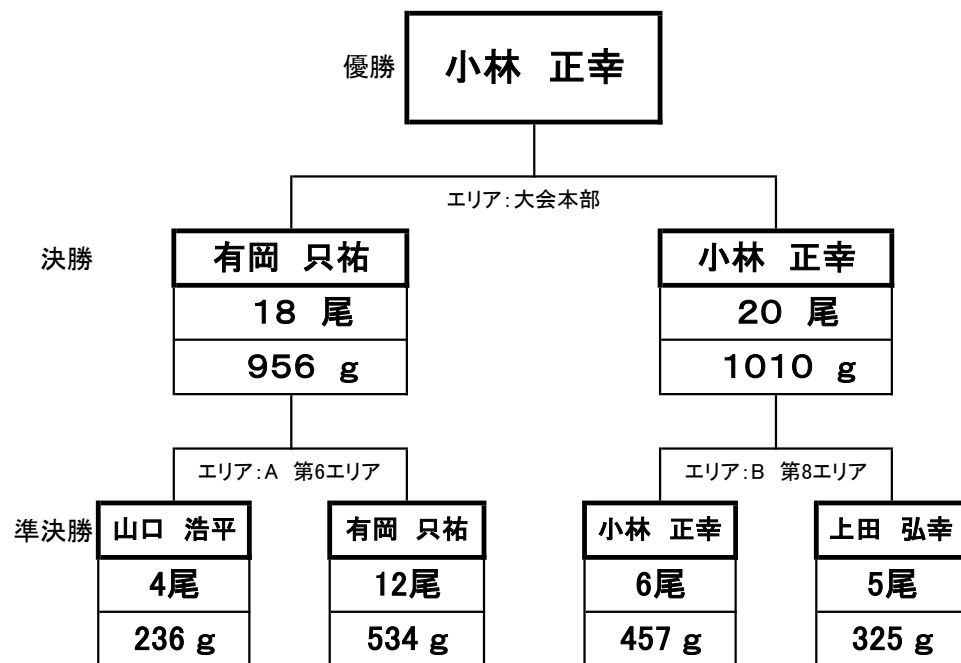 優勝
小林　正幸
エリア：大会本部
決勝
有岡　只祐
小林　正幸
18　尾
20　尾
956　g
1010　g
エリア：A　第6エリア
エリア：B　第8エリア
準決勝
山口　浩平
有岡　只祐
小林　正幸
上田　弘幸
4尾
12尾
6尾
5尾
236 g
534 g
457 g
325 g